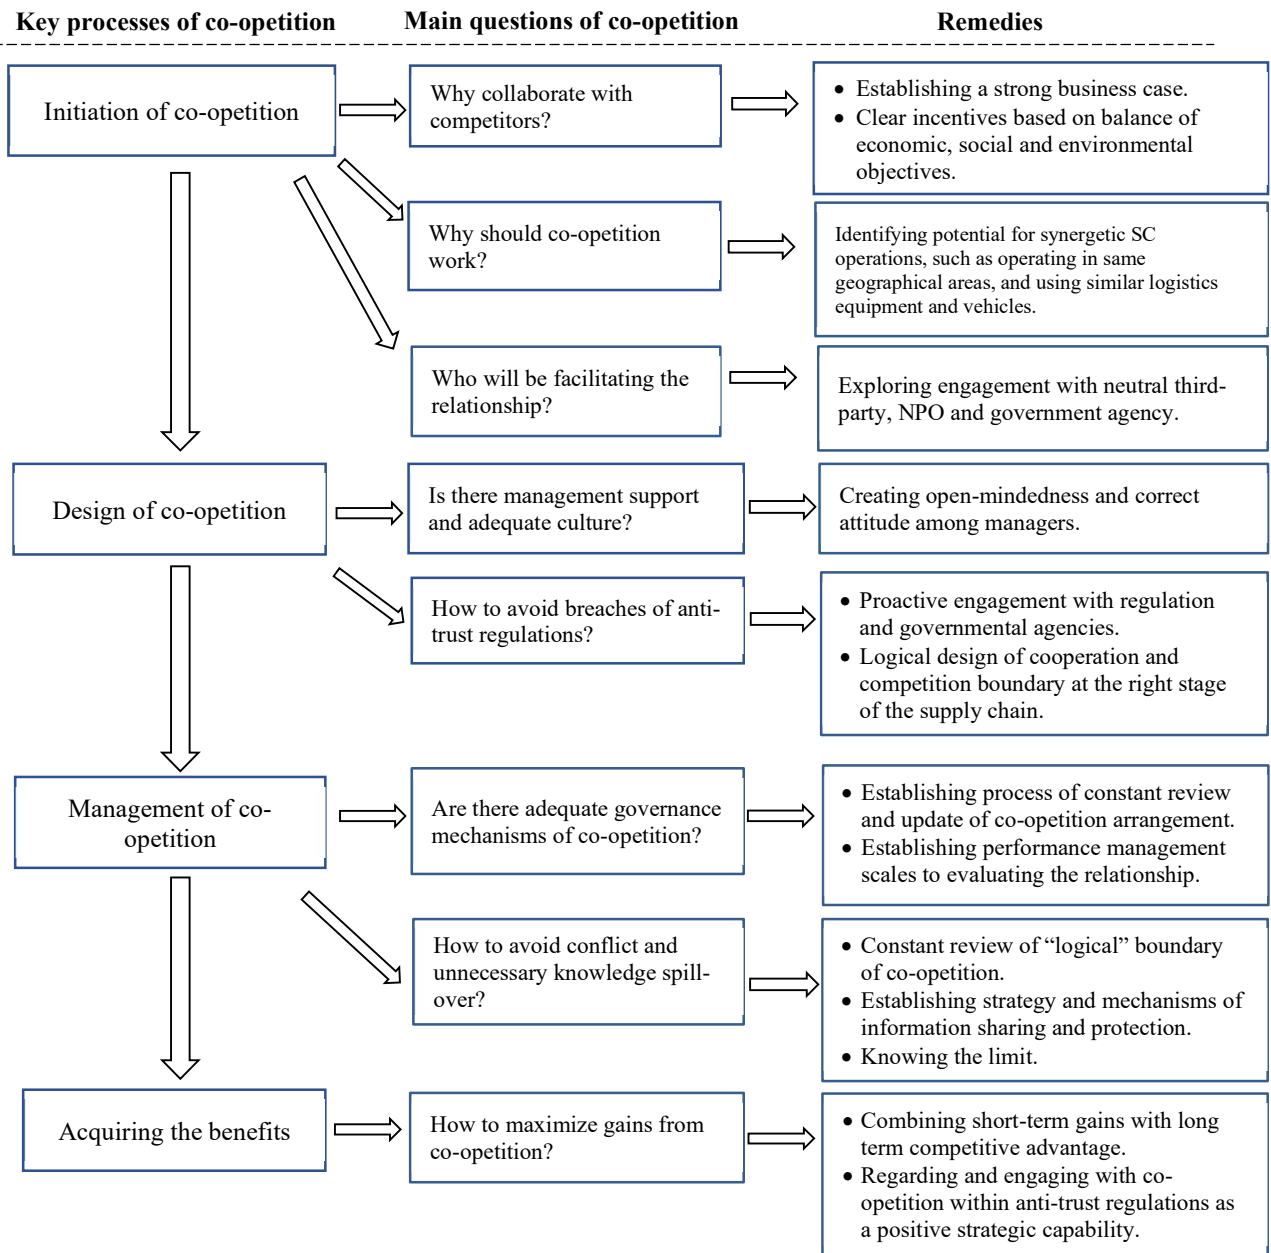 Key processes of co-opetition
Main questions of co-opetition
Remedies
Initiation of co-opetition
Why collaborate with
competitors?
• Establishing a strong business case.
• Clear incentives based on balance of
economic, social and environmental
objectives.
Why should co-opetition
work?
Identifying potential for synergetic SC
operations, such as operating in same
geographical areas, and using similar logistics
equipment and vehicles.
Who will be facilitating the
relationship?
Exploring engagement with neutral third-
party, NPO and government agency.
Design of co-opetition
Is there management support
and adequate culture?
Creating open-mindedness and correct
attitude among managers.
How to avoid breaches of anti-
trust regulations?
• Proactive engagement with regulation
and governmental agencies.
• Logical design of cooperation and
competition boundary at the right stage
of the supply chain.
Management of co-
opetition
Are there adequate governance
mechanisms of co-opetition?
• Establishing process of constant review
and update of co-opetition arrangement.
• Establishing performance management
scales to evaluating the relationship.
How to avoid conflict and
unnecessary knowledge spill-
over?
• Constant review of “logical” boundary
of co-opetition.
• Establishing strategy and mechanisms of
information sharing and protection.
• Knowing the limit.
Acquiring the benefits
How to maximize gains from
co-opetition?
• Combining short-term gains with long
term competitive advantage.
• Regarding and engaging with co-
opetition within anti-trust regulations as
a positive strategic capability.